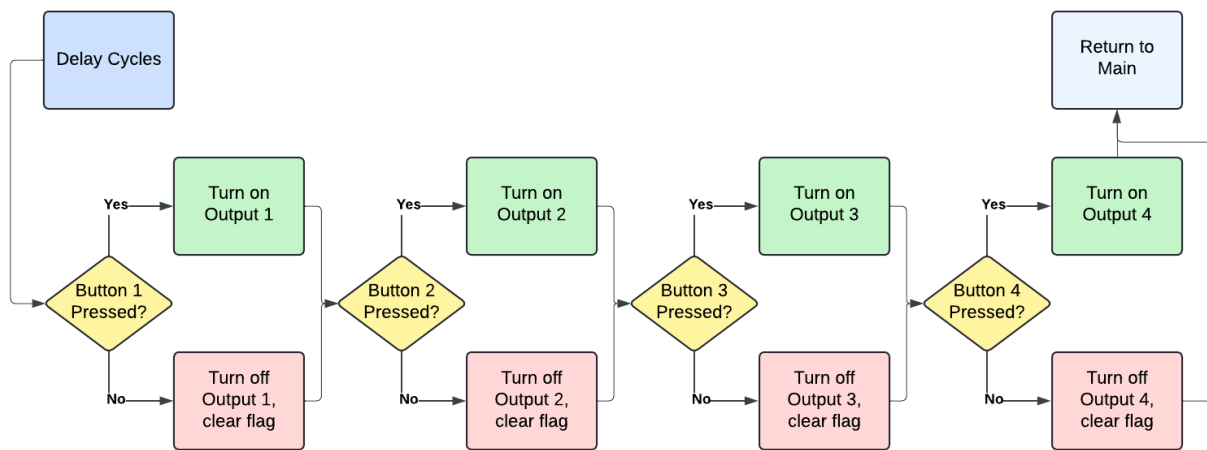 Delay Cycles
Return to
Main
Yes
Turn on
Output 1
Yes
Turn on
Output 2
Yes
Turn on
Output 3
Yes
Turn on
Output 4
Button 1
Pressed?
Button 2
Pressed?
Button 3
Pressed?
Button 4
Pressed?
No
Turn off
Output 1,
clear flag
No
Turn off
Output 2,
clear flag
No
Turn off
Output 3,
clear flag
No
Turn off
Output 4,
clear flag